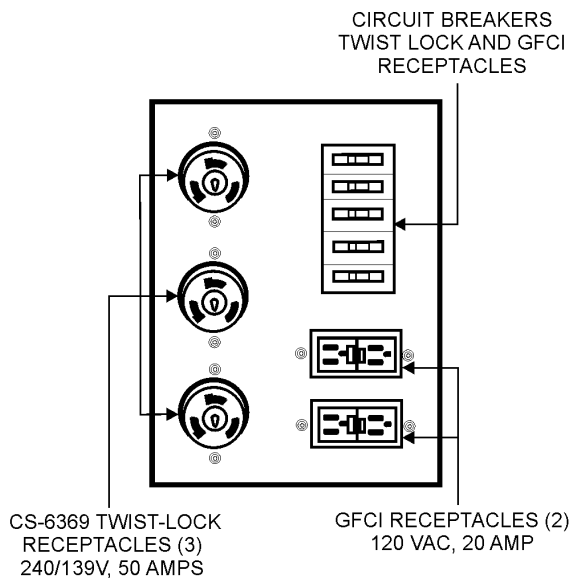 CIRCUIT BREAKERS
TWIST LOCK AND GFCI
RECEPTACLES
CS-6369 TWIST-LOCK
RECEPTACLES (3)
240/139V, 50 AMPS
GFCI RECEPTACLES (2)
120 VAC, 20 AMP